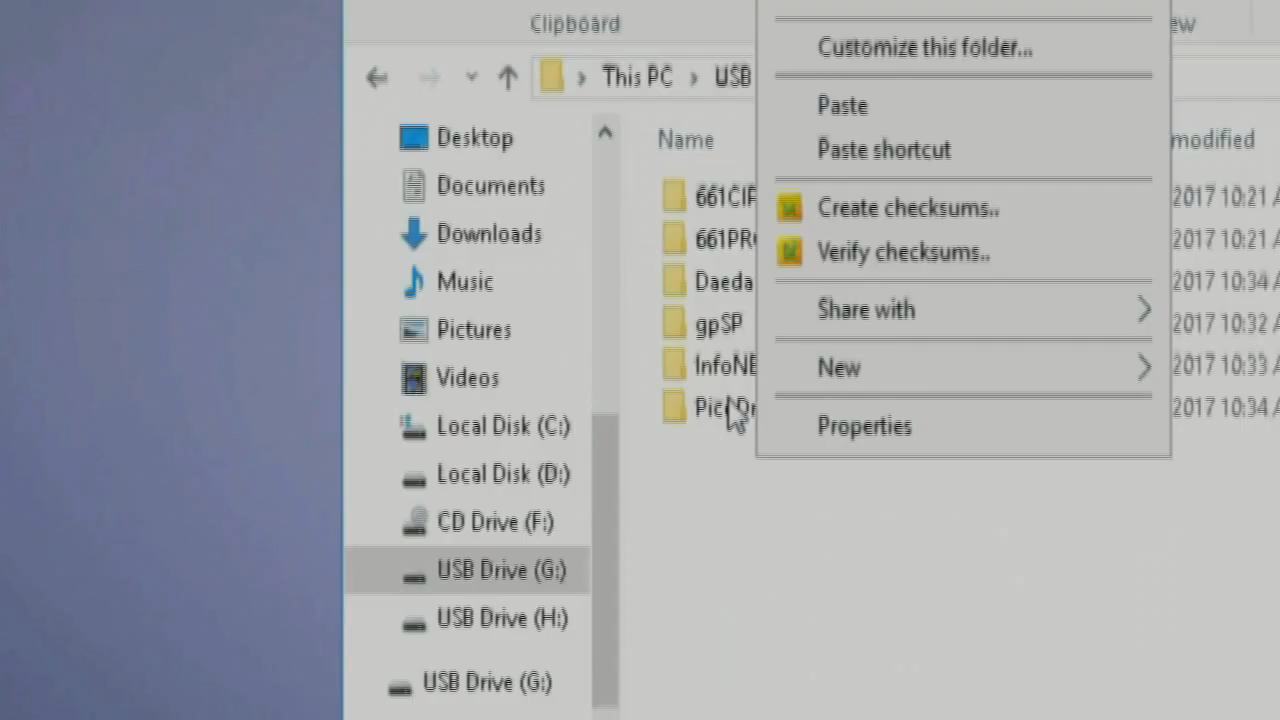 Clipboard
ew
This PC
USB
Desktop
Documents
Downloads
Music
Pictures
Videos
Local Disk (C:)
Local Disk (D:)
CD Drive (F:)
USB Drive (G:)
USB Drive (H:)
USB Drive (G:)
Name
modified
661CIF
2017 10:21 A
661PR
2017 10:21 A
Daeda
2017 10:34 A
gpSP
2017 10:32 A
InfoNE
2017 10:33 A
Pic Dr
2017 10:34 A
Customize this folder...
Paste
Paste shortcut
Create checksums..
Verify checksums..
Share with
New
Properties